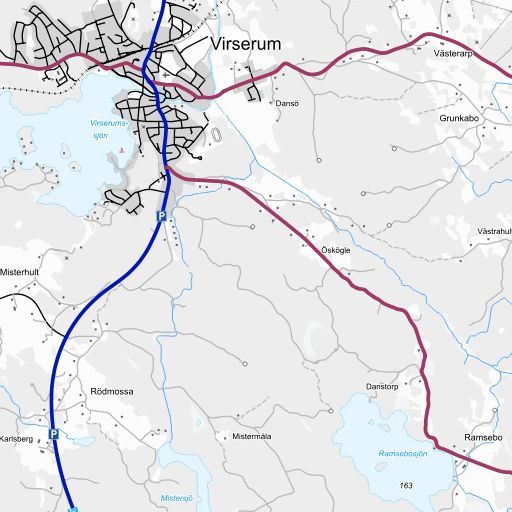 Virserum
Västerarp
Dansö
Grunkabo
Virserums-
sjön
P
Västrahult
Öskögle
Misterhult
Danstorp
Rödmossa
P
Karlsberg
Mistermåla
Ramsebo
Ramsebosjön
163
Mistersjö